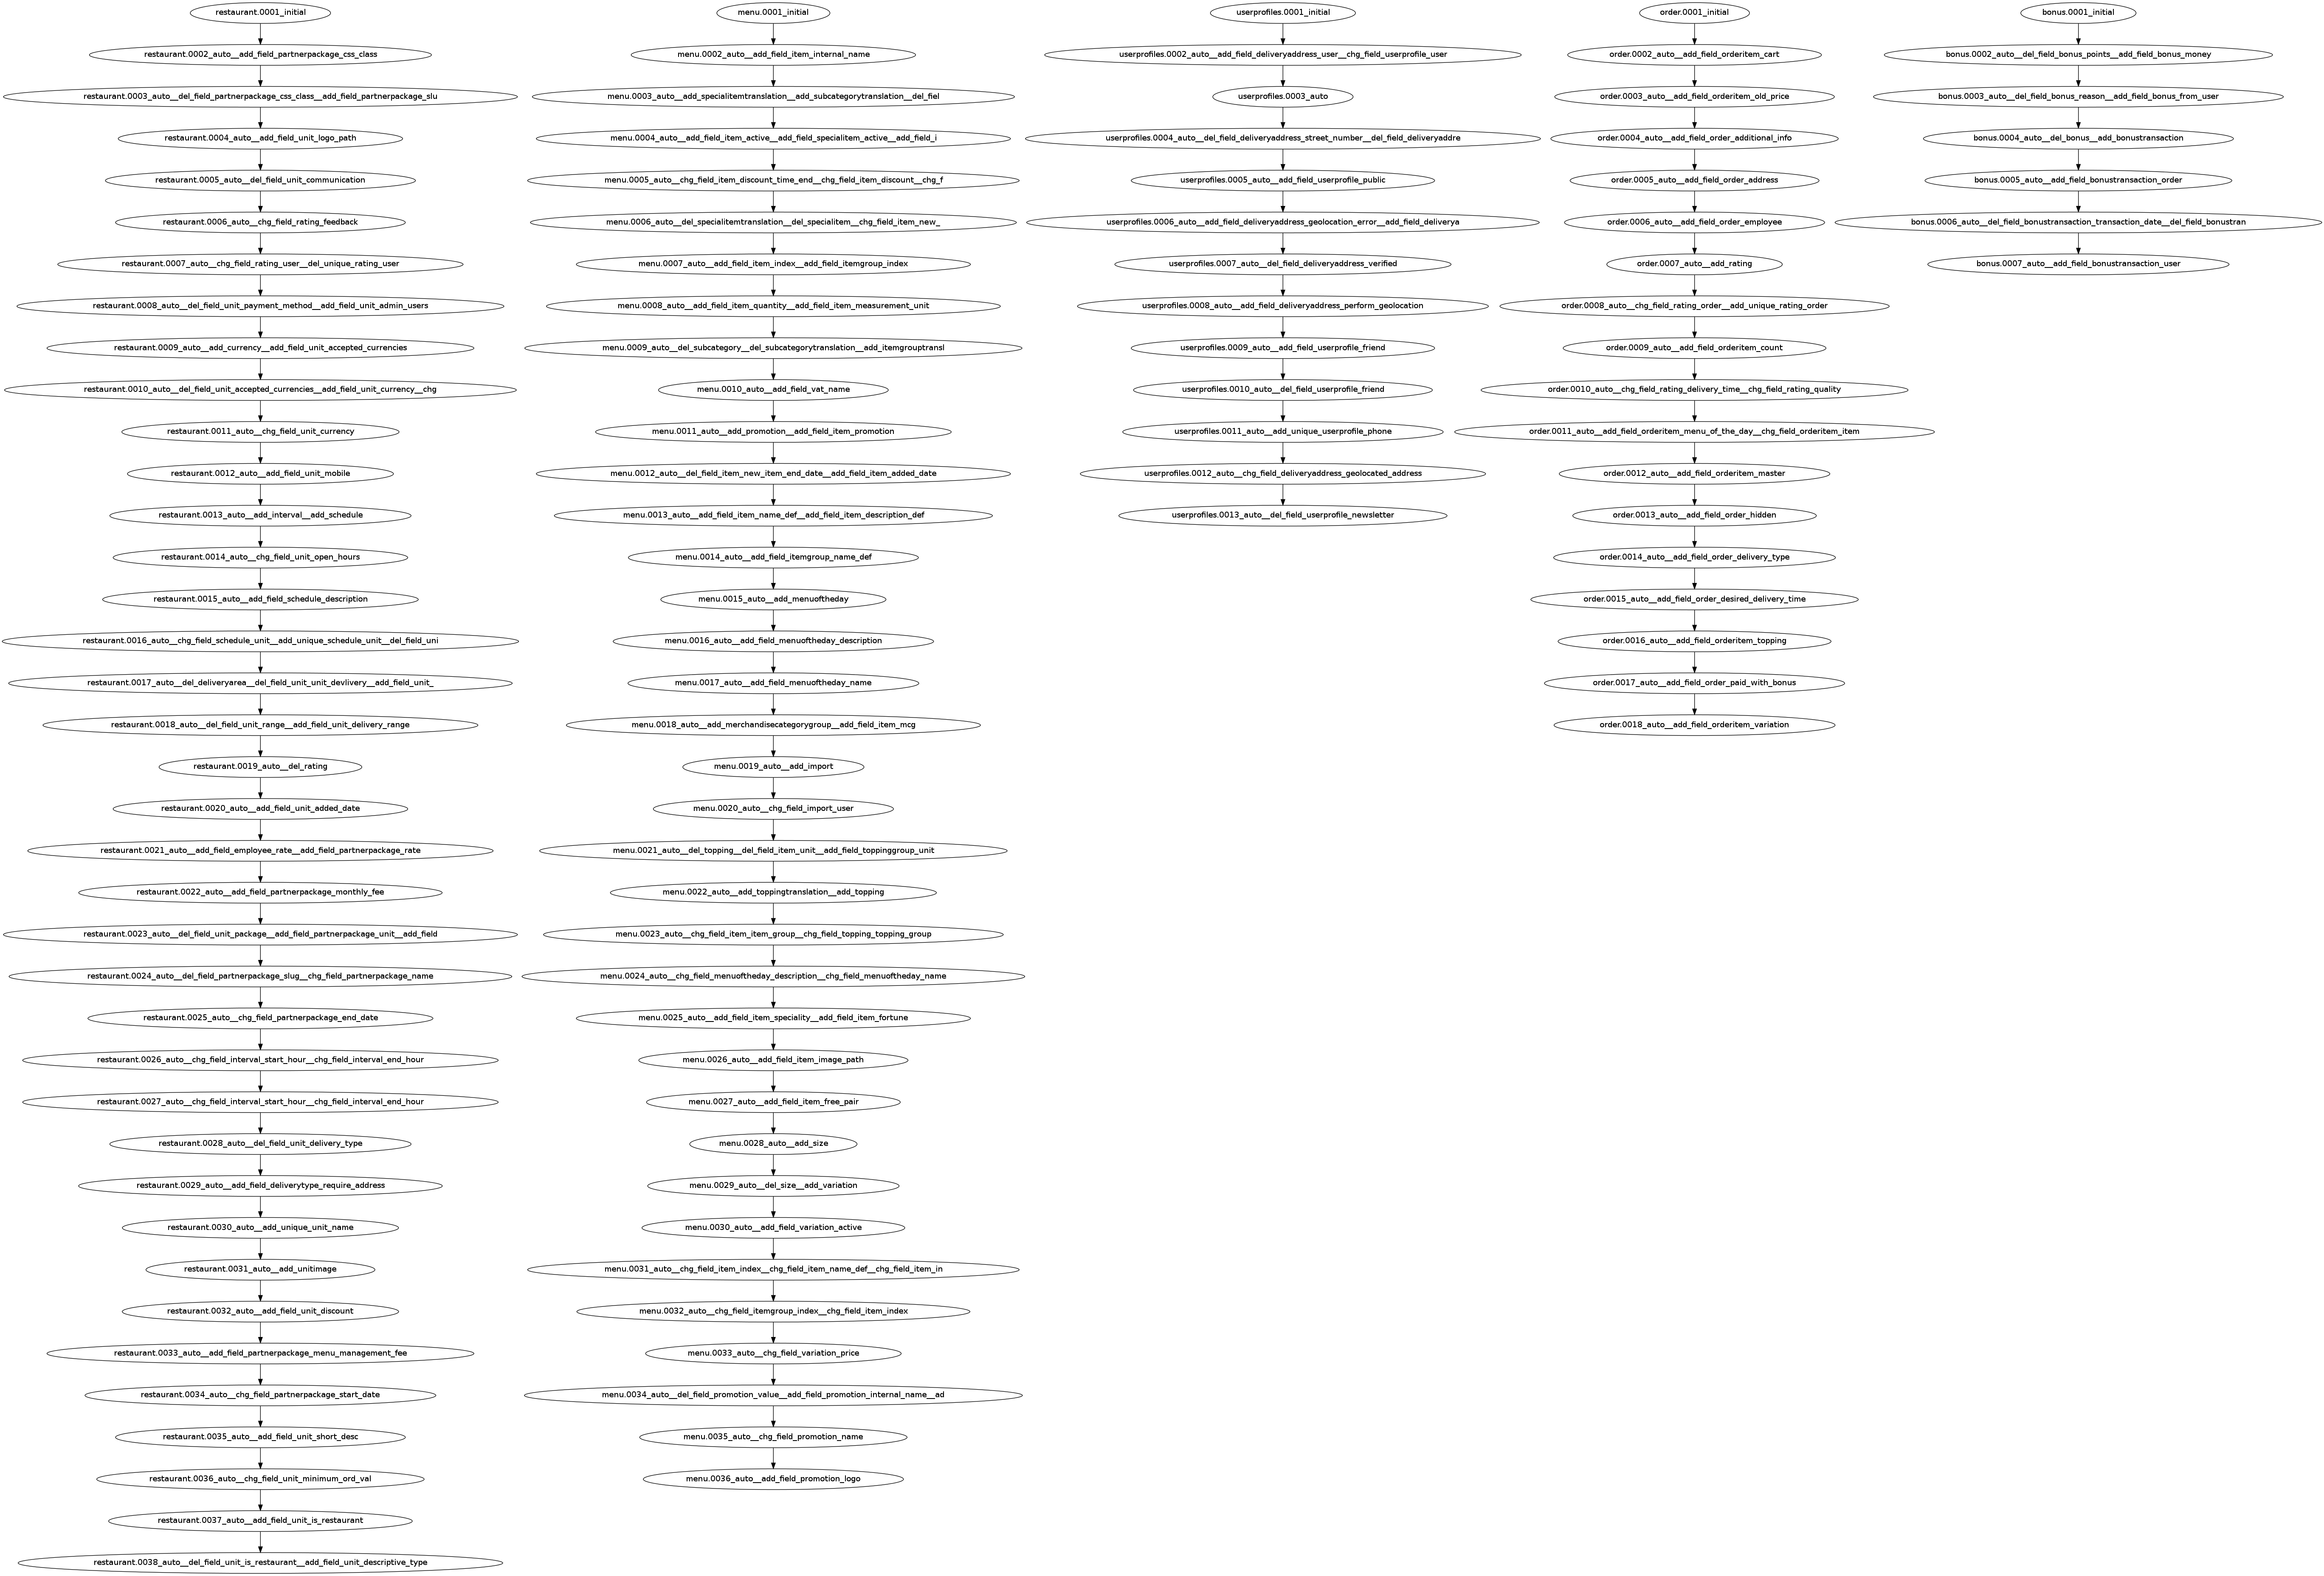 restaurant.0001_initial
restaurant.0002_auto__add_field_partnerpackage_css_class
restaurant.0003_auto__del_field_partnerpackage_css_class__add_field_partnerpackage_slu
restaurant.0004_auto__add_field_unit_logo_path
restaurant.0005_auto__del_field_unit_communication
restaurant.0006_auto__chg_field_rating_feedback
restaurant.0007_auto__chg_field_rating_user__del_unique_rating_user
restaurant.0008_auto__del_field_unit_payment_method__add_field_unit_admin_users
restaurant.0009_auto__add_currency__add_field_unit_accepted_currencies
restaurant.0010_auto__del_field_unit_accepted_currencies__add_field_unit_currency__chg
restaurant.0011_auto__chg_field_unit_currency
restaurant.0012_auto__add_field_unit_mobile
restaurant.0013_auto__add_interval__add_schedule
restaurant.0014_auto__chg_field_unit_open_hours
restaurant.0015_auto__add_field_schedule_description
restaurant.0016_auto__chg_field_schedule_unit__add_unique_schedule_unit__del_field_uni
restaurant.0017_auto__del_deliveryarea__del_field_unit_unit_devlivery__add_field_unit_
restaurant.0018_auto__del_field_unit_range__add_field_unit_delivery_range
restaurant.0019_auto__del_rating
restaurant.0020_auto__add_field_unit_added_date
restaurant.0021_auto__add_field_employee_rate__add_field_partnerpackage_rate
restaurant.0022_auto__add_field_partnerpackage_monthly_fee
restaurant.0023_auto__del_field_unit_package__add_field_partnerpackage_unit__add_field
restaurant.0024_auto__del_field_partnerpackage_slug__chg_field_partnerpackage_name
restaurant.0025_auto__chg_field_partnerpackage_end_date
restaurant.0026_auto__chg_field_interval_start_hour__chg_field_interval_end_hour
restaurant.0027_auto__chg_field_interval_start_hour__chg_field_interval_end_hour
restaurant.0028_auto__del_field_unit_delivery_type
restaurant.0029_auto__add_field_deliverytype_require_address
restaurant.0030_auto__add_unique_unit_name
restaurant.0031_auto__add_unitimage
restaurant.0032_auto__add_field_unit_discount
restaurant.0033_auto__add_field_partnerpackage_menu_management_fee
restaurant.0034_auto__chg_field_partnerpackage_start_date
restaurant.0035_auto__add_field_unit_short_desc
restaurant.0036_auto__chg_field_unit_minimum_ord_val
restaurant.0037_auto__add_field_unit_is_restaurant
restaurant.0038_auto__del_field_unit_is_restaurant__add_field_unit_descriptive_type
menu.0001_initial
menu.0002_auto__add_field_item_internal_name
menu.0003_auto__add_specialitemtranslation__add_subcategorytranslation__del_fiel
menu.0004_auto__add_field_item_active__add_field_specialitem_active__add_field_i
menu.0005_auto__chg_field_item_discount_time_end__chg_field_item_discount__chg_f
menu.0006_auto__del_specialitemtranslation__del_specialitem__chg_field_item_new_
menu.0007_auto__add_field_item_index__add_field_itemgroup_index
menu.0008_auto__add_field_item_quantity__add_field_item_measurement_unit
menu.0009_auto__del_subcategory__del_subcategorytranslation__add_itemgrouptransl
menu.0010_auto__add_field_vat_name
menu.0011_auto__add_promotion__add_field_item_promotion
menu.0012_auto__del_field_item_new_item_end_date__add_field_item_added_date
menu.0013_auto__add_field_item_name_def__add_field_item_description_def
menu.0014_auto__add_field_itemgroup_name_def
menu.0015_auto__add_menuoftheday
menu.0016_auto__add_field_menuoftheday_description
menu.0017_auto__add_field_menuoftheday_name
menu.0018_auto__add_merchandisecategorygroup__add_field_item_mcg
menu.0019_auto__add_import
menu.0020_auto__chg_field_import_user
menu.0021_auto__del_topping__del_field_item_unit__add_field_toppinggroup_unit
menu.0022_auto__add_toppingtranslation__add_topping
menu.0023_auto__chg_field_item_item_group__chg_field_topping_topping_group
menu.0024_auto__chg_field_menuoftheday_description__chg_field_menuoftheday_name
menu.0025_auto__add_field_item_speciality__add_field_item_fortune
menu.0026_auto__add_field_item_image_path
menu.0027_auto__add_field_item_free_pair
menu.0028_auto__add_size
menu.0029_auto__del_size__add_variation
menu.0030_auto__add_field_variation_active
menu.0031_auto__chg_field_item_index__chg_field_item_name_def__chg_field_item_in
menu.0032_auto__chg_field_itemgroup_index__chg_field_item_index
menu.0033_auto__chg_field_variation_price
menu.0034_auto__del_field_promotion_value__add_field_promotion_internal_name__ad
menu.0035_auto__chg_field_promotion_name
menu.0036_auto__add_field_promotion_logo
userprofiles.0001_initial
userprofiles.0002_auto__add_field_deliveryaddress_user__chg_field_userprofile_user
userprofiles.0003_auto
userprofiles.0004_auto__del_field_deliveryaddress_street_number__del_field_deliveryaddre
userprofiles.0005_auto__add_field_userprofile_public
userprofiles.0006_auto__add_field_deliveryaddress_geolocation_error__add_field_deliverya
userprofiles.0007_auto__del_field_deliveryaddress_verified
userprofiles.0008_auto__add_field_deliveryaddress_perform_geolocation
userprofiles.0009_auto__add_field_userprofile_friend
userprofiles.0010_auto__del_field_userprofile_friend
userprofiles.0011_auto__add_unique_userprofile_phone
userprofiles.0012_auto__chg_field_deliveryaddress_geolocated_address
userprofiles.0013_auto__del_field_userprofile_newsletter
order.0001_initial
order.0002_auto__add_field_orderitem_cart
order.0003_auto__add_field_orderitem_old_price
order.0004_auto__add_field_order_additional_info
order.0005_auto__add_field_order_address
order.0006_auto__add_field_order_employee
order.0007_auto__add_rating
order.0008_auto__chg_field_rating_order__add_unique_rating_order
order.0009_auto__add_field_orderitem_count
order.0010_auto__chg_field_rating_delivery_time__chg_field_rating_quality
order.0011_auto__add_field_orderitem_menu_of_the_day__chg_field_orderitem_item
order.0012_auto__add_field_orderitem_master
order.0013_auto__add_field_order_hidden
order.0014_auto__add_field_order_delivery_type
order.0015_auto__add_field_order_desired_delivery_time
order.0016_auto__add_field_orderitem_topping
order.0017_auto__add_field_order_paid_with_bonus
order.0018_auto__add_field_orderitem_variation
bonus.0001_initial
bonus.0002_auto__del_field_bonus_points__add_field_bonus_money
bonus.0003_auto__del_field_bonus_reason__add_field_bonus_from_user
bonus.0004_auto__del_bonus__add_bonustransaction
bonus.0005_auto__add_field_bonustransaction_order
bonus.0006_auto__del_field_bonustransaction_transaction_date__del_field_bonustran
bonus.0007_auto__add_field_bonustransaction_user